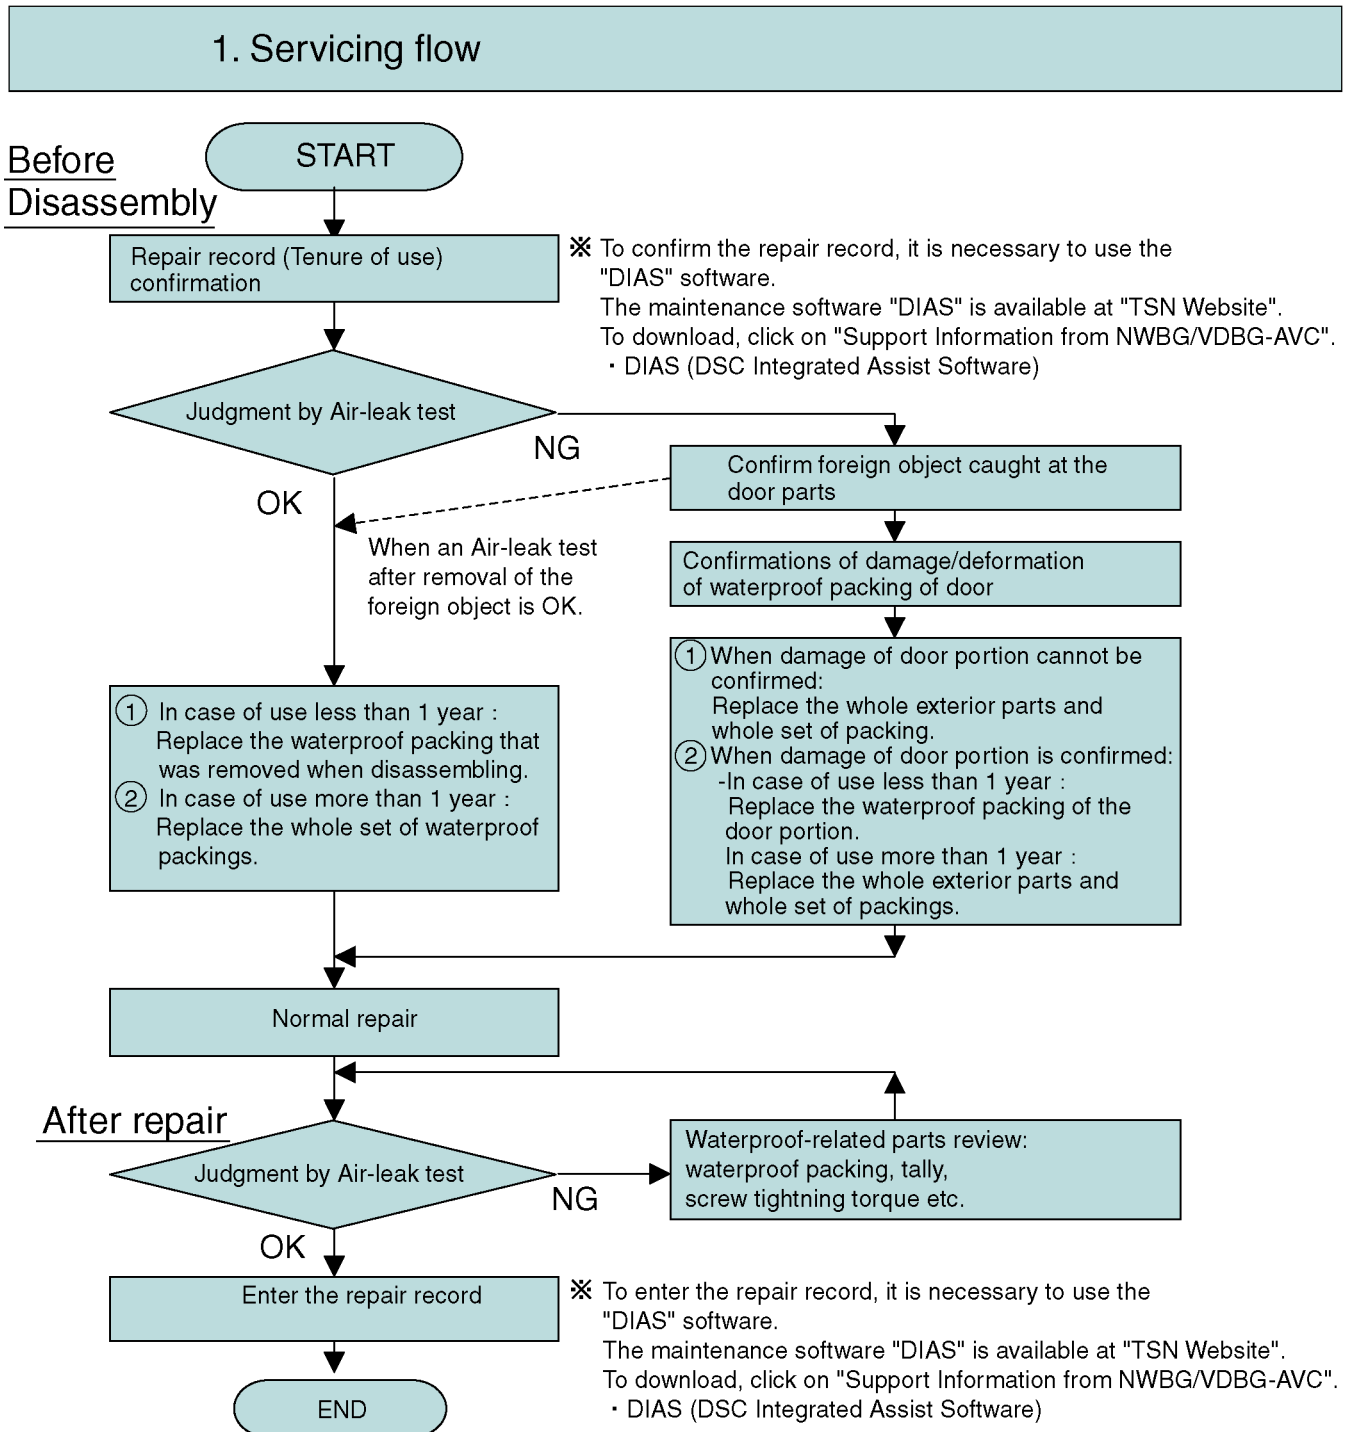 1. Servicing flow
Before
Disassembly
START
Repair record (Tenure of use)
confirmation
※ To confirm the repair record, it is necessary to use the
"DIAS" software.
The maintenance software "DIAS" is available at "TSN Website".
To download, click on "Support Information from NWBG/VDBG-AVC".
・DIAS (DSC Integrated Assist Software)
Judgment by Air-leak test
NG
OK
Confirm foreign object caught at the
door parts
When an Air-leak test
after removal of the
foreign object is OK.
Confirmations of damage/deformation
of waterproof packing of door
① In case of use less than 1 year :
Replace the waterproof packing that
was removed when disassembling.
② In case of use more than 1 year :
Replace the whole set of waterproof
packings.
① When damage of door portion cannot be
confirmed:
Replace the whole exterior parts and
whole set of packing.
② When damage of door portion is confirmed:
-In case of use less than 1 year :
Replace the waterproof packing of the
door portion.
In case of use more than 1 year :
Replace the whole exterior parts and
whole set of packings.
Normal repair
After repair
Judgment by Air-leak test
NG
OK
Waterproof-related parts review:
waterproof packing, tally,
screw tightning torque etc.
Enter the repair record
※ To enter the repair record, it is necessary to use the
"DIAS" software.
The maintenance software "DIAS" is available at "TSN Website".
To download, click on "Support Information from NWBG/VDBG-AVC".
・DIAS (DSC Integrated Assist Software)
END